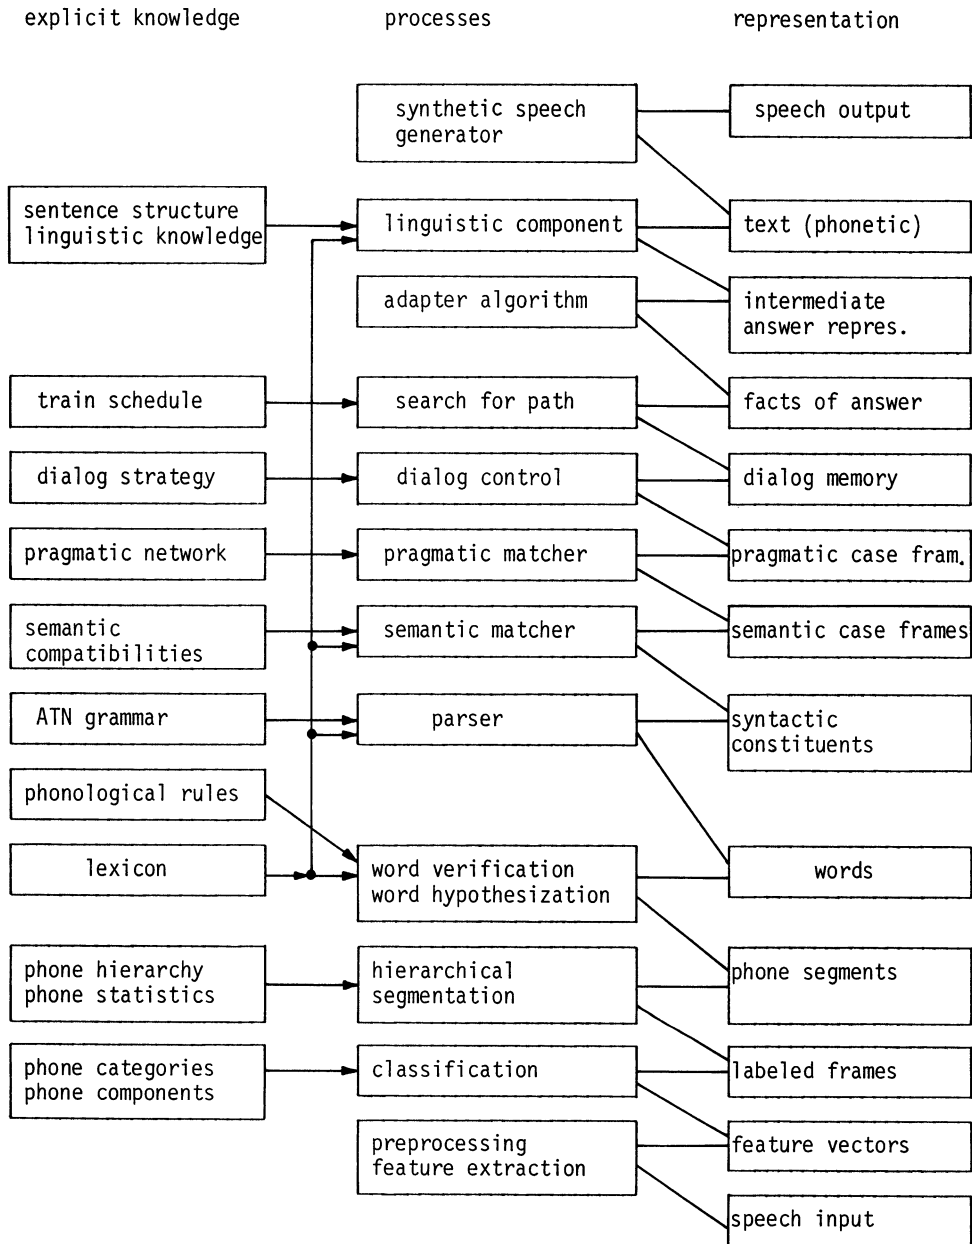 explicit knowledge
processes
representation
synthetic speech
generator
speech output
sentence structure
linguistic knowledge
linguistic component
text (phonetic)
adapter algorithm
intermediate
answer repres.
train schedule
search for path
facts of answer
dialog strategy
dialog control
dialog memory
pragmatic network
pragmatic matcher
pragmatic case fram.
semantic
compatibilities
semantic matcher
semantic case frames
ATN grammar
parser
syntactic
constituents
phonological rules
lexicon
word verification
word hypothesization
words
phone hierarchy
phone statistics
hierarchical
segmentation
phone segments
phone categories
phone components
classification
labeled frames
preprocessing
feature extraction
feature vectors
speech input